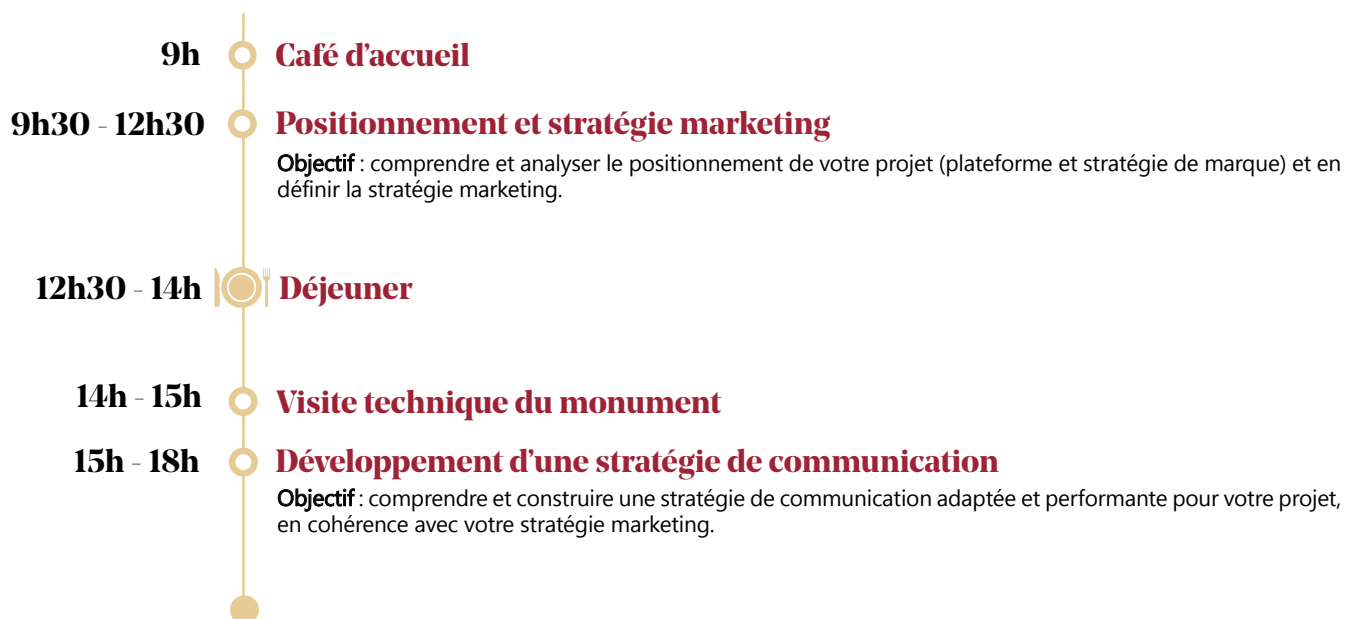 9h Café d'accueil
9h30 - 12h30 Positionnement et stratégie marketing
Objectif : comprendre et analyser le positionnement de votre projet (plateforme et stratégie de marque) et en
définir la stratégie marketing.
12h30 - 14h Déjeuner
14h - 15h Visite technique du monument
15h - 18h Développement d'une stratégie de communication
Objectif : comprendre et construire une stratégie de communication adaptée et performante pour votre projet,
en cohérence avec votre stratégie marketing.